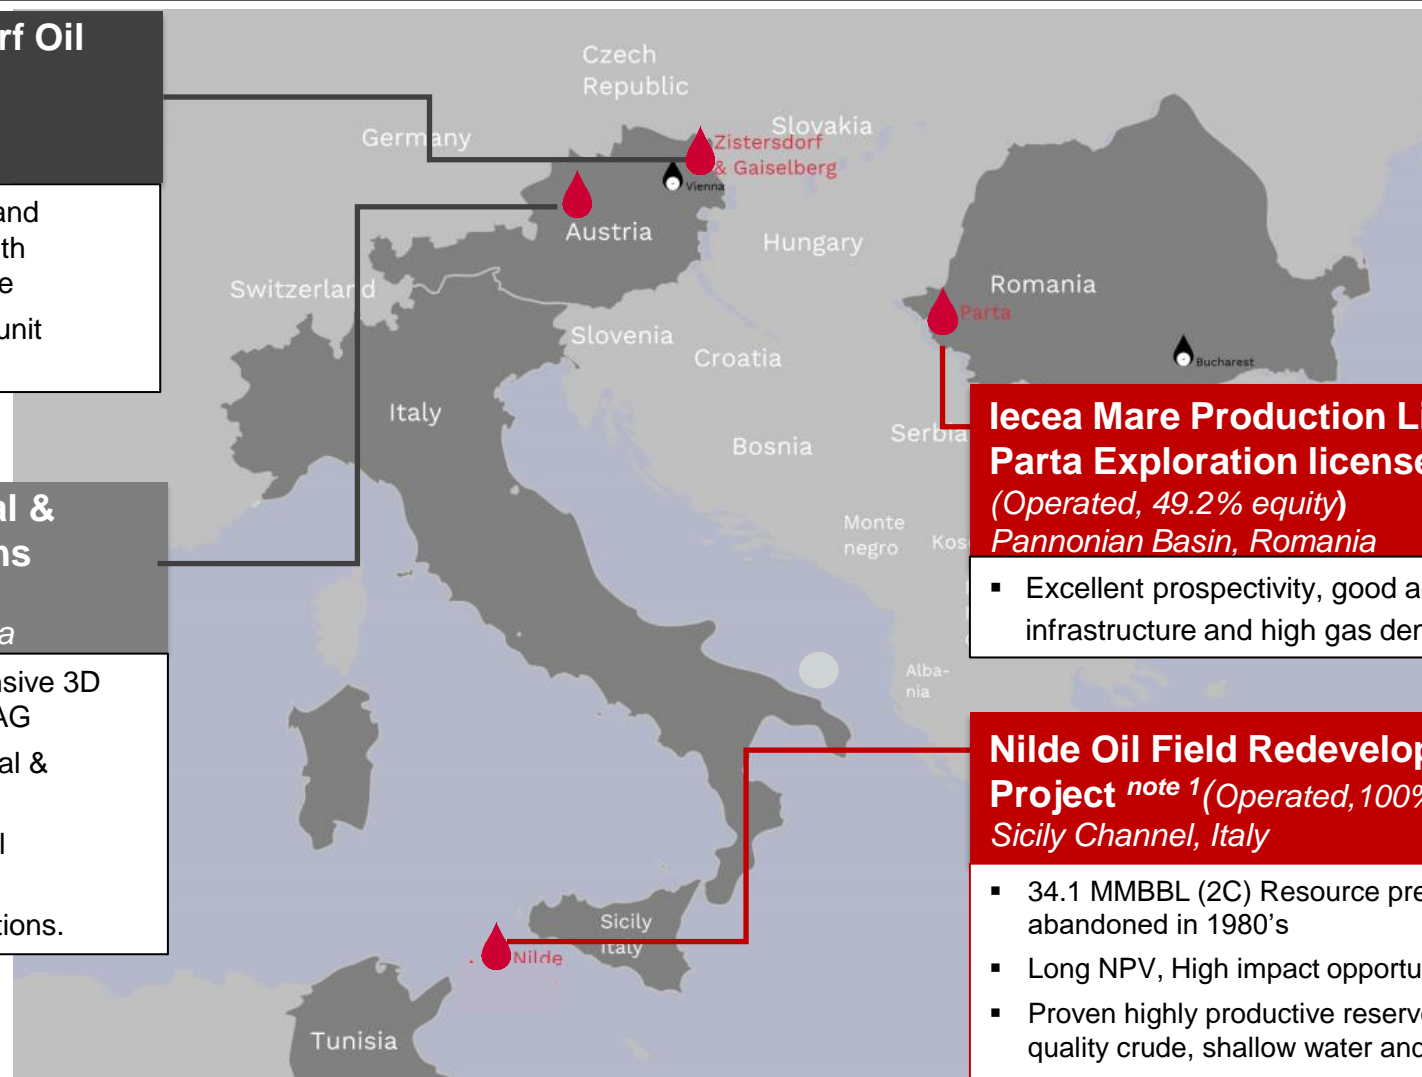 rf Oil
and
th
e
unit
al &
ns
a
nsive 3D
AG
al &
l
tions.
Czech
Republic
Germany
Slovakia
Zistersdorf
& Gaiselberg
Vienna
Austria
Hungary
Switzerland
Romania
Parta
Slovenia
Croatia
Bucharest
Italy
Bosnia
Serbia
Monte
negro
Kos
Alba-
nia
Sicily
Italy
Nilde
Tunisia
Iecea Mare Production Li
Parta Exploration license
(Operated, 49.2% equity)
Pannonian Basin, Romania
▪ Excellent prospectivity, good a
infrastructure and high gas der
Nilde Oil Field Redevelop
Project note 1(Operated,100%
Sicily Channel, Italy
▪ 34.1 MMBBL (2C) Resource pre
abandoned in 1980’s
▪ Long NPV, High impact opportu
▪ Proven highly productive reserve
quality crude, shallow water and